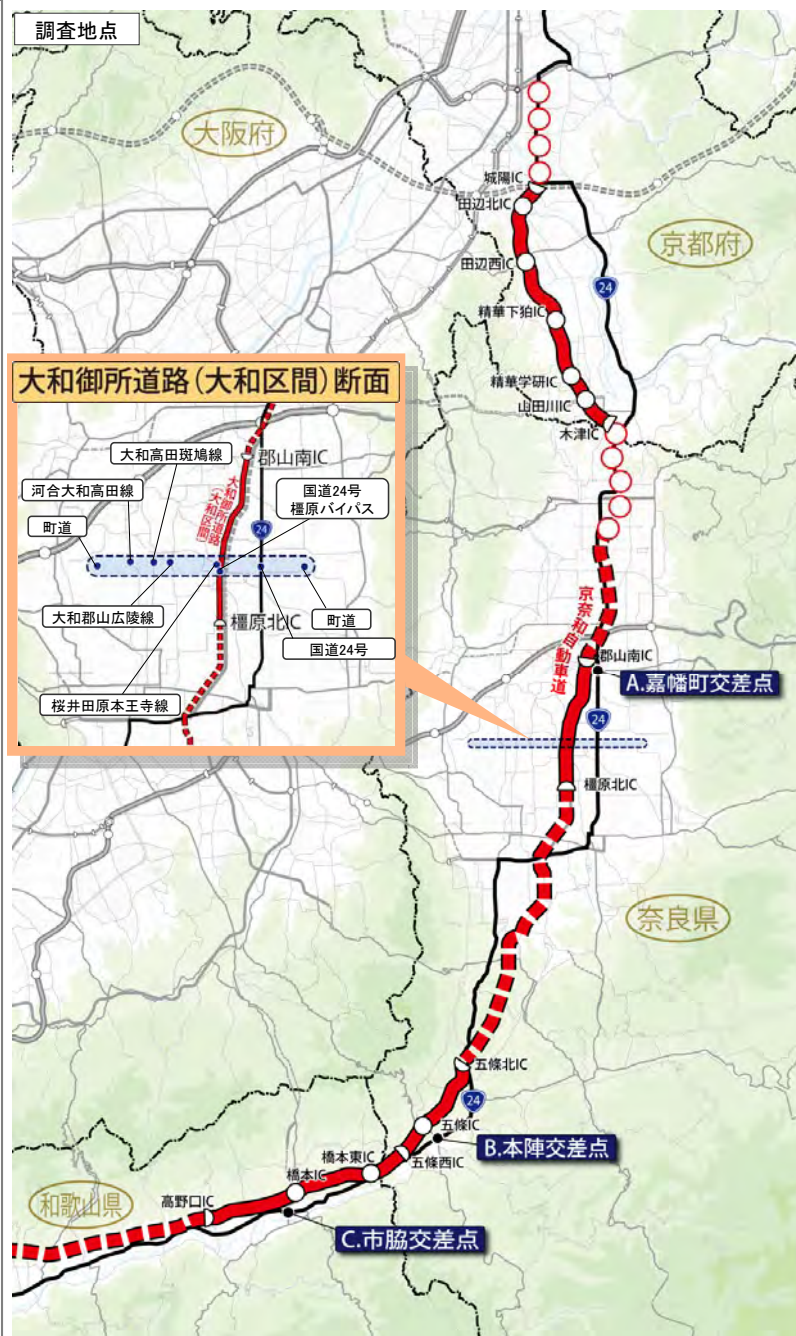 調査地点
大阪府
城陽IC
田辺北IC
京都府
田辺西IC
24
精華下狛IC
精華学研IC
山田川IC
木津IC
大和御所道路(大和区間)断面
大和高田斑鳩線
郡山南IC
河合大和高田線
国道24号
橿原バイパス
町道
大和御所道路
(大和区間)
24
大和郡山広陵線
橿原北IC
町道
国道24号
桜井田原本王寺線
京奈和自動車道
郡山南IC
A.嘉幡町交差点
24
橿原北IC
奈良県
五條北IC
24
五條IC
B.本陣交差点
橋本東IC
五條西IC
橋本IC
和歌山県
高野口IC
C.市脇交差点